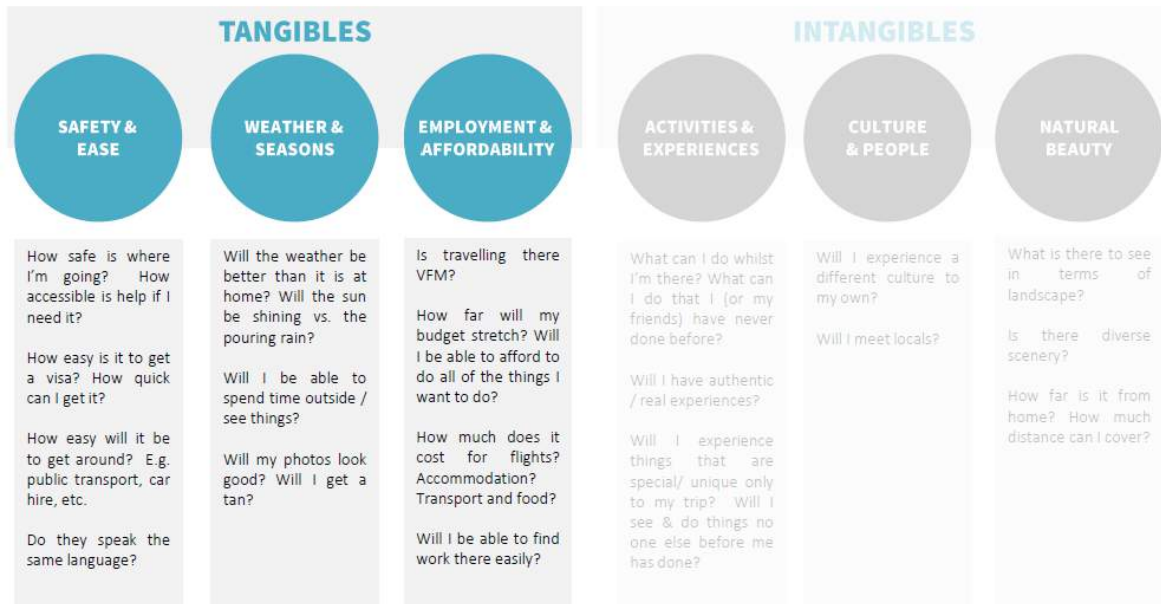 TANGIBLES
SAFETY &
EASE
WEATHER &
SEASONS
EMPLOYMENT &
AFFORDABILITY
How safe is where
I'm going? How
accessible is help if I
need it?
How easy is it to get
a visa? How quick
can I get it?
How easy will it be
to get around? E.g.
public transport, car
hire, etc.
Do they speak the
same language?
Will the weather be
better than it is at
home? Will the sun
be shining vs. the
pouring rain?
Will I be able to
spend time outside /
see things?
Will my photos look
good? Will I get a
tan?
Is travelling there
VFM?
How far will my
budget stretch? Will
I be able to afford to
do all of the things I
want to do?
How much does it
cost for flights?
Accommodation?
Transport and food?
Will I be able to find
work there easily?
INTANGIBLES
ACTIVITIES &
EXPERIENCES
CULTURE
& PEOPLE
NATURAL
BEAUTY
What can I do whilst
I'm there? What can
I do that I (or my
friends) have never
done before?
Will I have authentic
/ real experiences?
Will I experience
things that are
special/ unique only
to my trip? Will I
see & do things no
one else before me
has done?
Will I experience a
different culture to
my own?
Will I meet locals?
What is there to see
in terms of
landscape?
Is there diverse
scenery?
How far is it from
home? How much
distance can I cover?